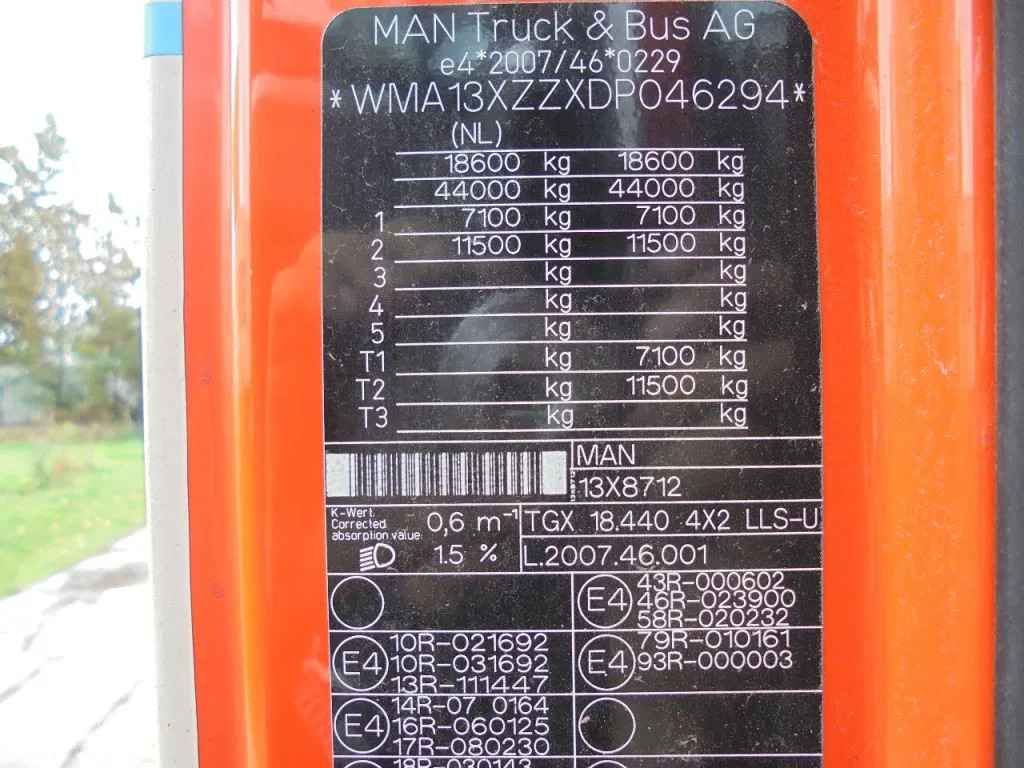 MAN Truck & Bus AG
e4*2007/46*0229
*WMA13XZZXDP046294*
(NL)
18600 kg 18600 kg
44000 kg 44000 kg
1 7100 kg 7100 kg
2 11500 kg 11500 kg
3 kg kg
4 kg kg
5 kg kg
T1 kg 7100 kg
T2 kg 11500 kg
T3 kg kg
MAN
13X8712
K-Wert.
Corrected
absorption value
0,6 m⁻¹
1.5 %
TGX 18.440 4X2 LLS-U
L.2007.46.001
E4
43R-000602
46R-023900
58R-020232
E4
10R-021692
10R-031692
13R-111447
E4
79R-010161
93R-000003
E4
14R-07 0164
16R-060125
17R-080230
18R-030143